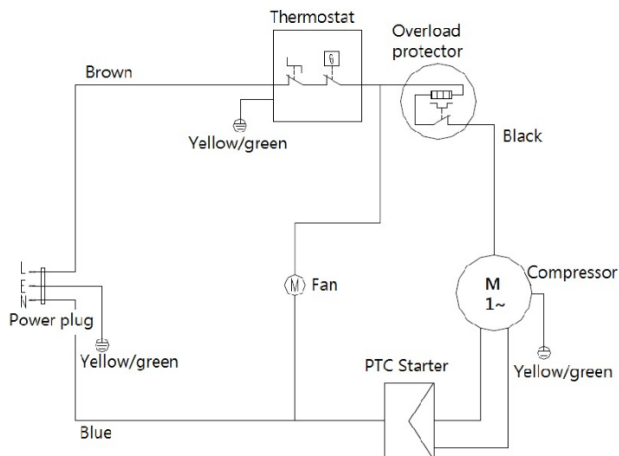 Thermostat
Overload
protector
Brown
6
Yellow/green
Black
L
E
N
Power plug
Fan
M
M
1~
Compressor
Yellow/green
PTC Starter
Yellow/green
Blue